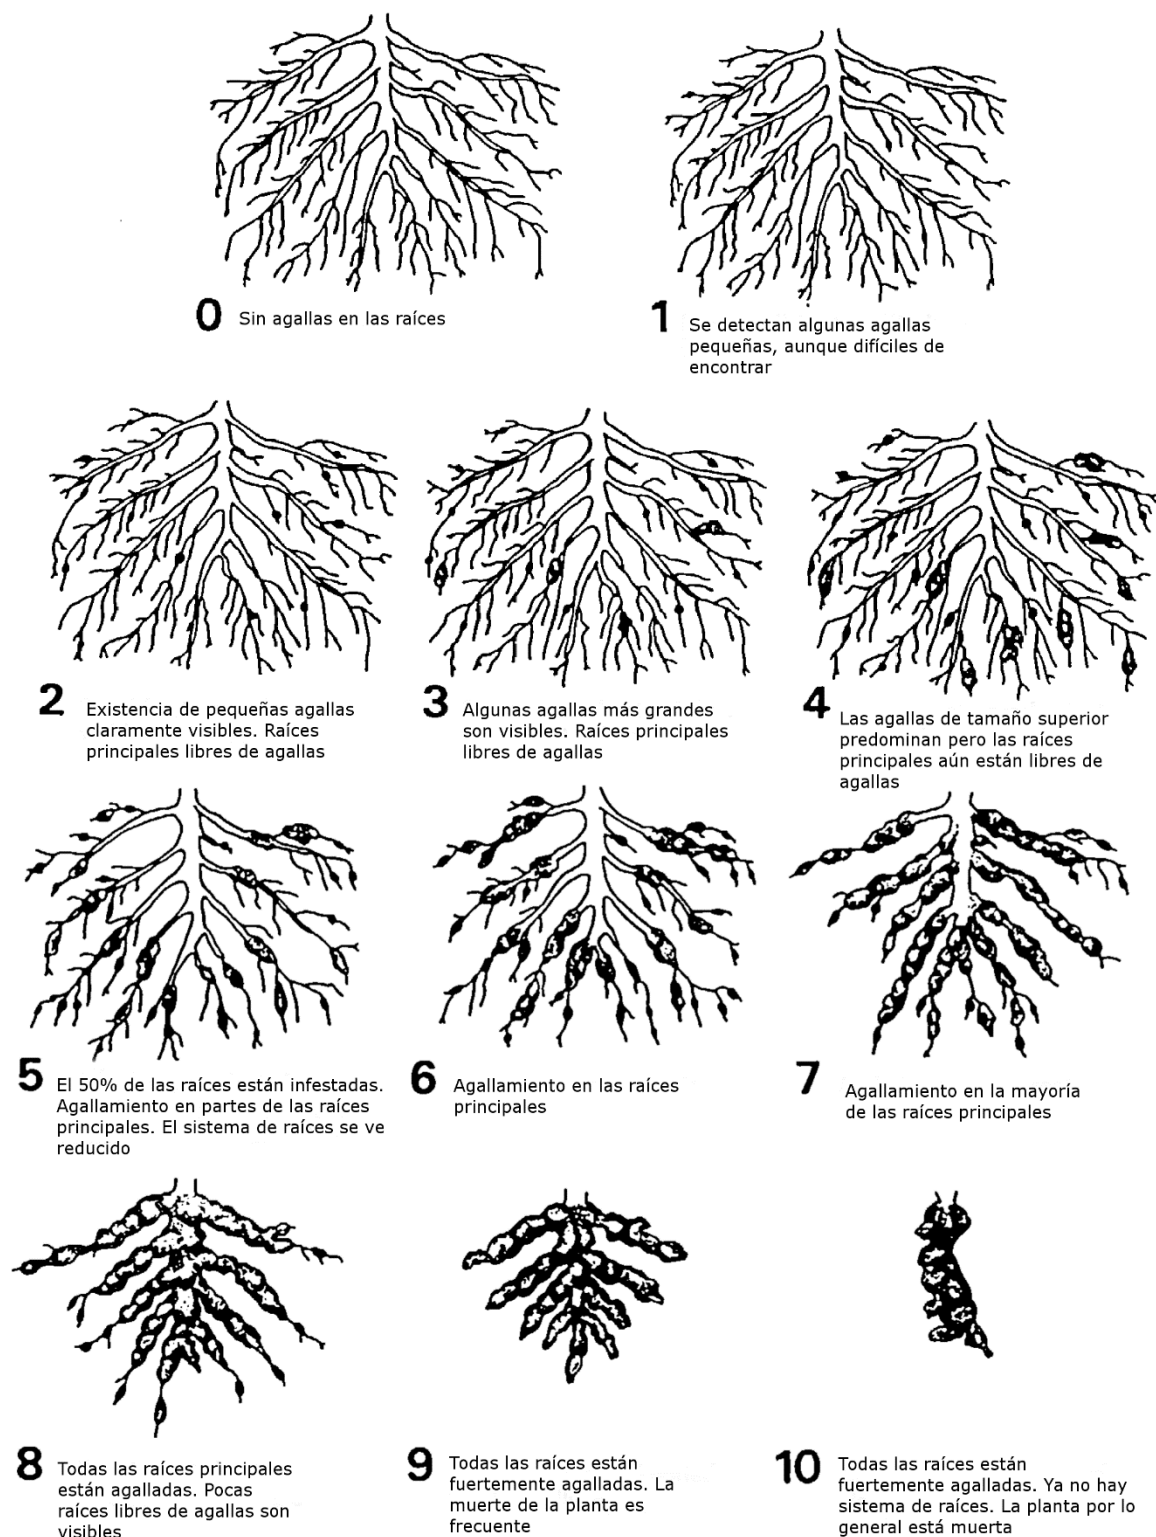 0 Sin agallas en las raíces
1 Se detectan algunas agallas
pequeñas, aunque difíciles de
encontrar
2 Existencia de pequeñas agallas
claramente visibles. Raíces
principales libres de agallas
3 Algunas agallas más grandes
son visibles. Raíces principales
libres de agallas
4 Las agallas de tamaño superior
predominan pero las raíces
principales aún están libres de
agallas
5 El 50% de las raíces están infestadas.
Agallamiento en partes de las raíces
principales. El sistema de raíces se ve
reducido
6 Agallamiento en las raíces
principales
7 Agallamiento en la mayoría
de las raíces principales
8 Todas las raíces principales
están agalladas. Pocas
raíces libres de agallas son
visibles
9 Todas las raíces están
fuertemente agalladas. La
muerte de la planta es
frecuente
10 Todas las raíces están
fuertemente agalladas. Ya no hay
sistema de raíces. La planta por lo
general está muerta